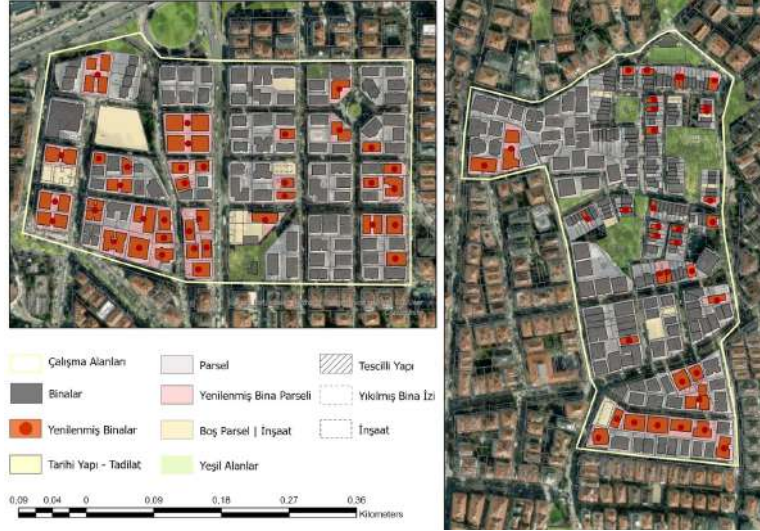 Çalışma Alanları
Parsel
Tescilli Yapı
Binalar
Yenilenmiş Bina Parseli
Yıkılmış Bina İzi
Yenilenmiş Binalar
Boş Parsel | İnşaat
İnşaat
Tarihi Yapı - Tadilat
Yeşil Alanlar
0,09 0,04 0 0,09 0,18 0,27 0,36
Kilometers